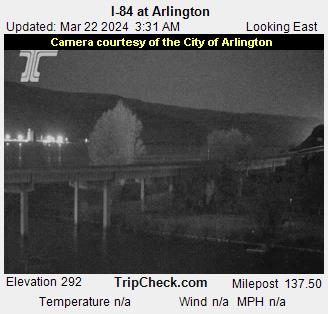 I-84 at Arlington
Updated: Mar 22 2024 3:31 AM Looking East
Camera courtesy of the City of Arlington
Elevation 292 TripCheck.com Milepost 137.50
Temperature n/a Wind n/a MPH n/a